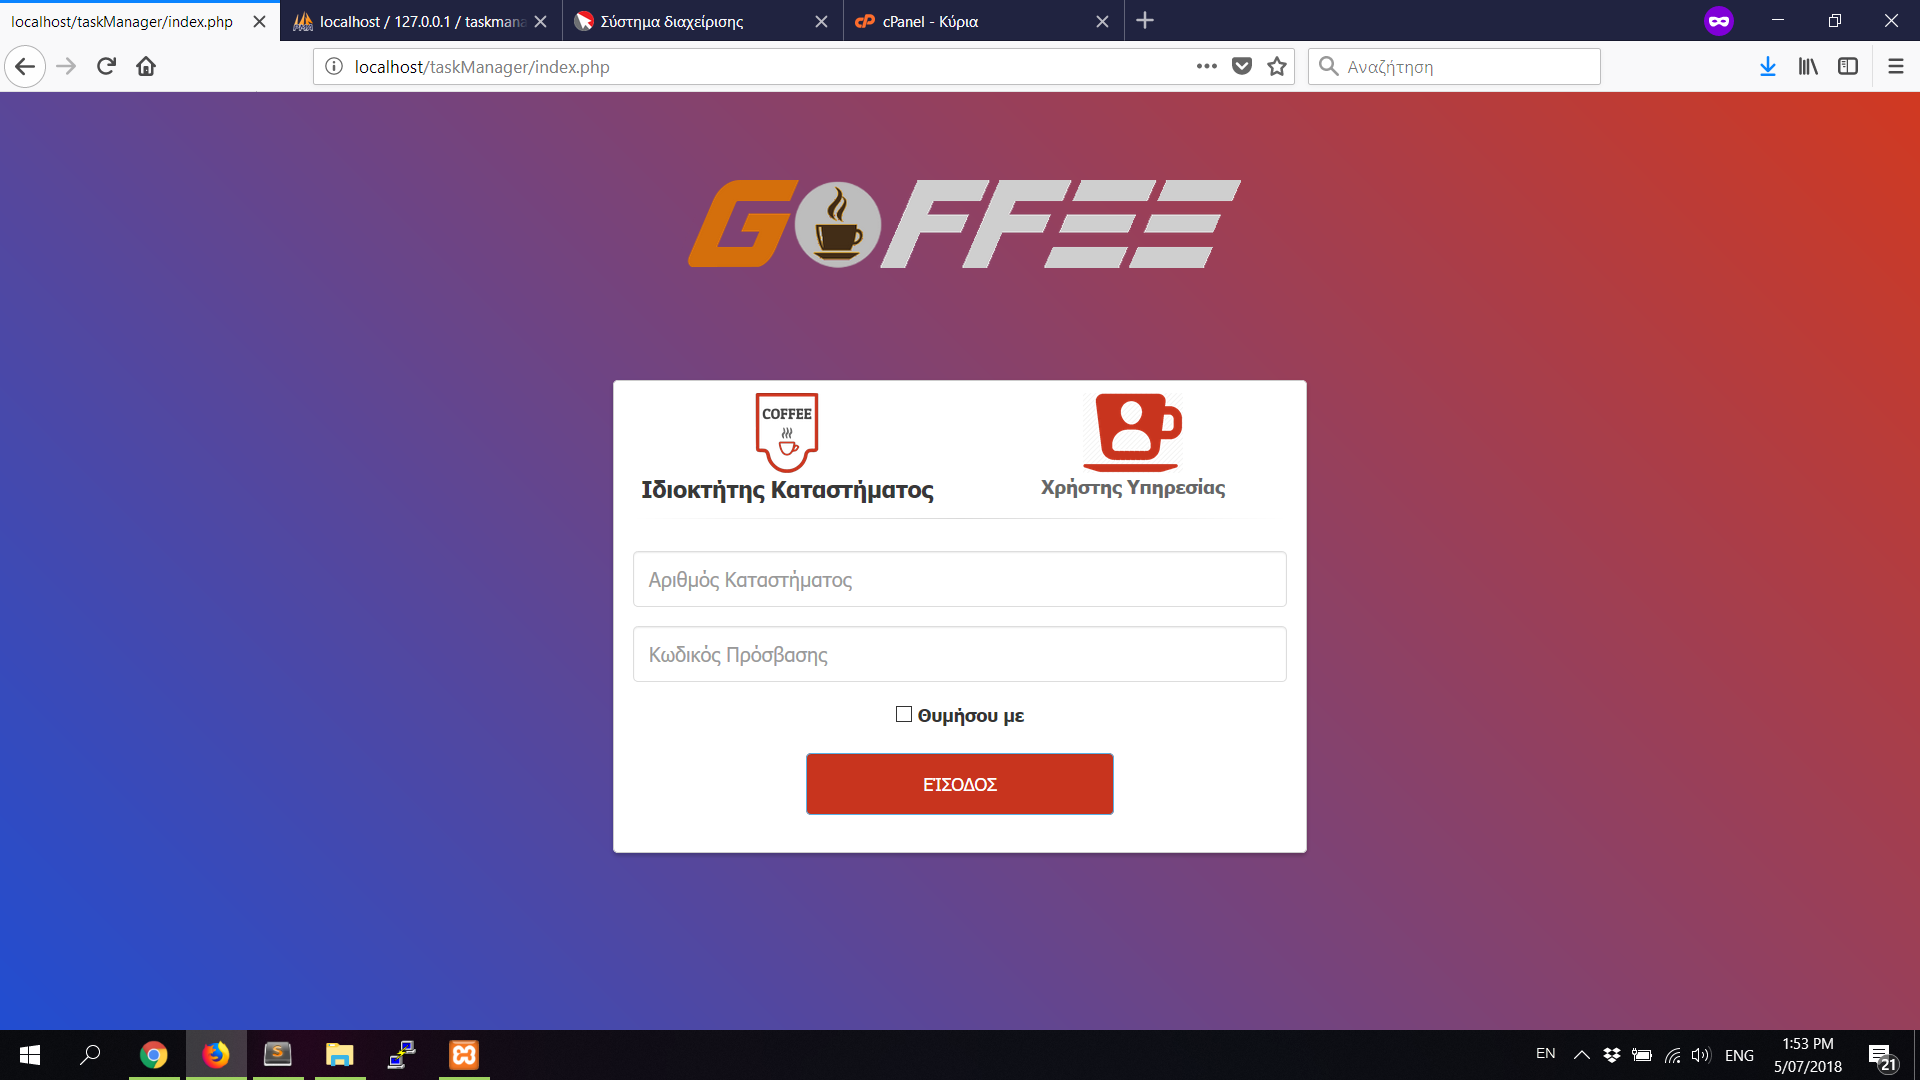 localhost/taskManager/index.php
localhost / 127.0.0.1 / taskmana
Σύστημα διαχείρισης
cPanel - Κύρια
localhost/taskManager/index.php
Αναζήτηση
GOFFEE
COFFEE
Ιδιοκτήτης Καταστήματος
Χρήστης Υπηρεσίας
Αριθμός Καταστήματος
Κωδικός Πρόσβασης
Θυμήσου με
ΕΊΣΟΔΟΣ
EN
ENG
1:53 PM
5/07/2018
21